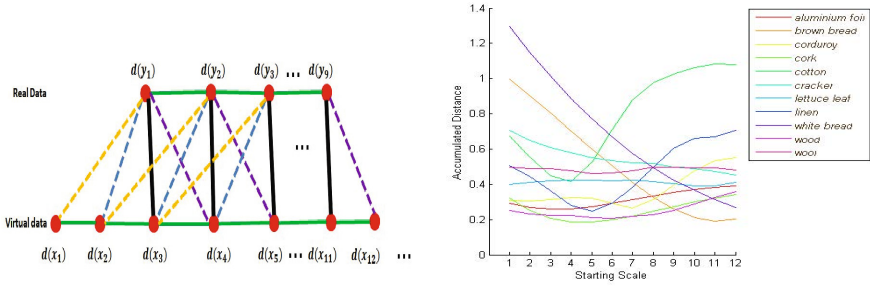 Real Data
d(y₁)
d(y₂)
d(y₃)
...
d(y₉)
...
Virtual data
d(x₁)
d(x₂)
d(x₃)
d(x₄)
d(x₅)
...
d(x₁₁)
d(x₁₂)
...
Accumulated Distance
1.4
1.2
1
0.8
0.6
0.4
0.2
0
1 2 3 4 5 6 7 8 9 10 11 12
Starting Scale
aluminium foil
brown bread
corduroy
cork
cotton
cracker
lettuce leaf
linen
white bread
wood
wool